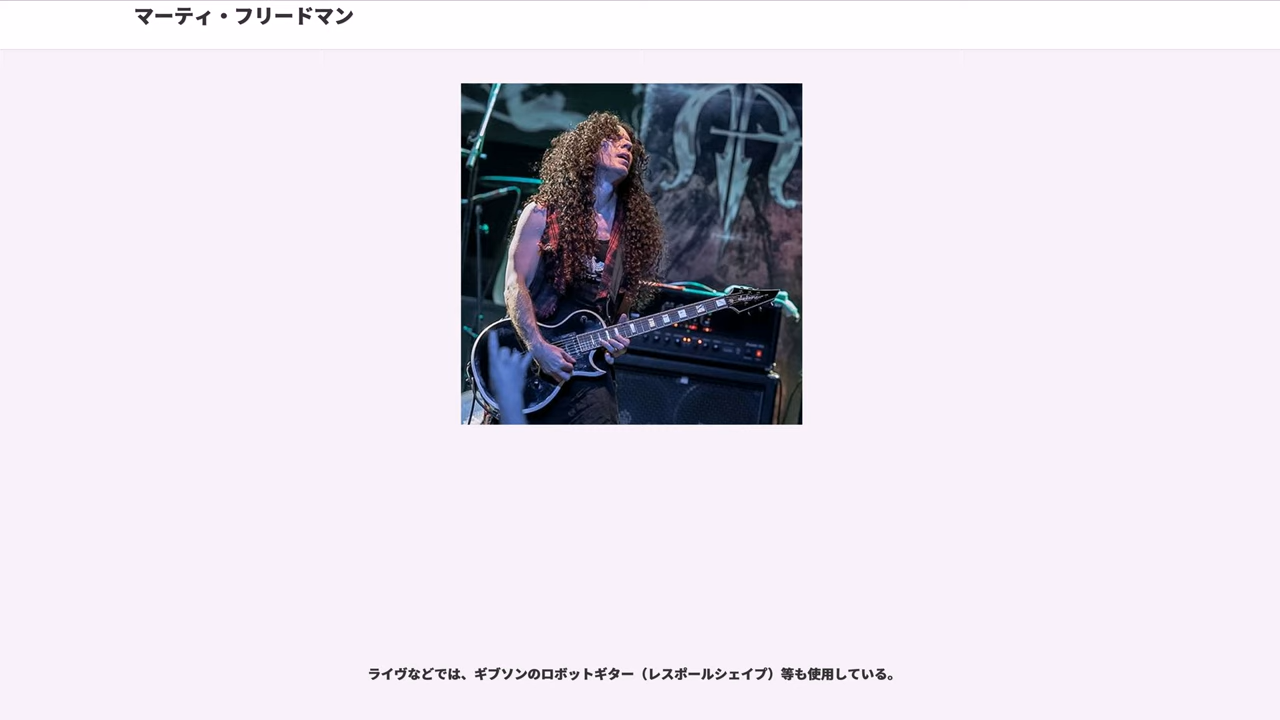 マーティ・フリードマン
ライヴなどでは、ギブソンのロボットギター（レスポールシェイプ）等も使用している。